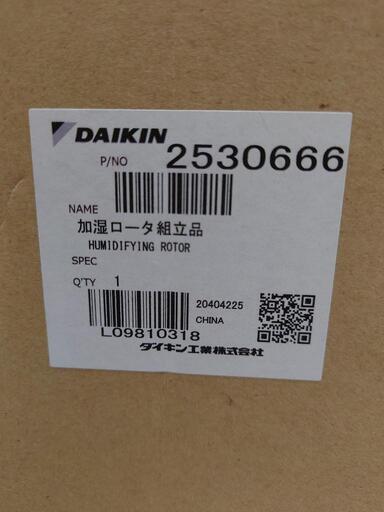 DAIKIN
P/NO 2530666
NAME
加湿ロータ組立品
HUMIDIFYING ROTOR
SPEC
Q'TY 1
20404225
CHINA
L09810318
ダイキン工業株式会社